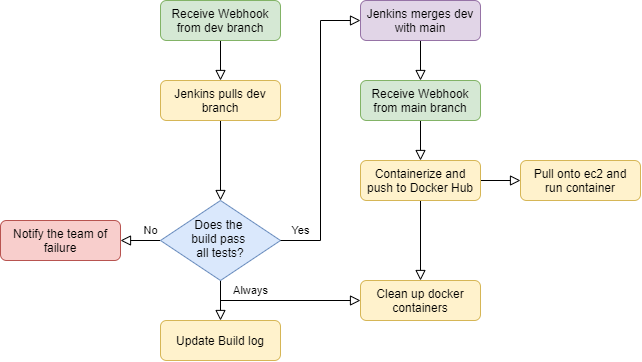 Receive Webhook
from dev branch
Jenkins merges dev
with main
Jenkins pulls dev
branch
Receive Webhook
from main branch
Containerize and
push to Docker Hub
Pull onto ec2 and
run container
Notify the team of
failure
No
Does the
build pass
all tests?
Yes
Always
Clean up docker
containers
Update Build log